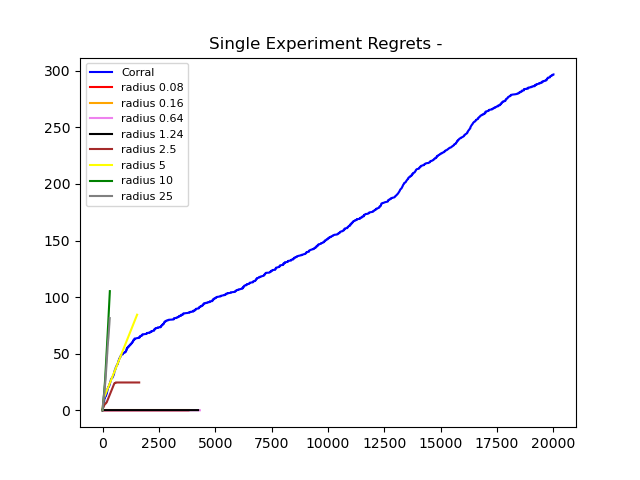 Single Experiment Regrets -
300
250
200
150
100
50
0
Corral
radius 0.08
radius 0.16
radius 0.64
radius 1.24
radius 2.5
radius 5
radius 10
radius 25
0 2500 5000 7500 10000 12500 15000 17500 20000